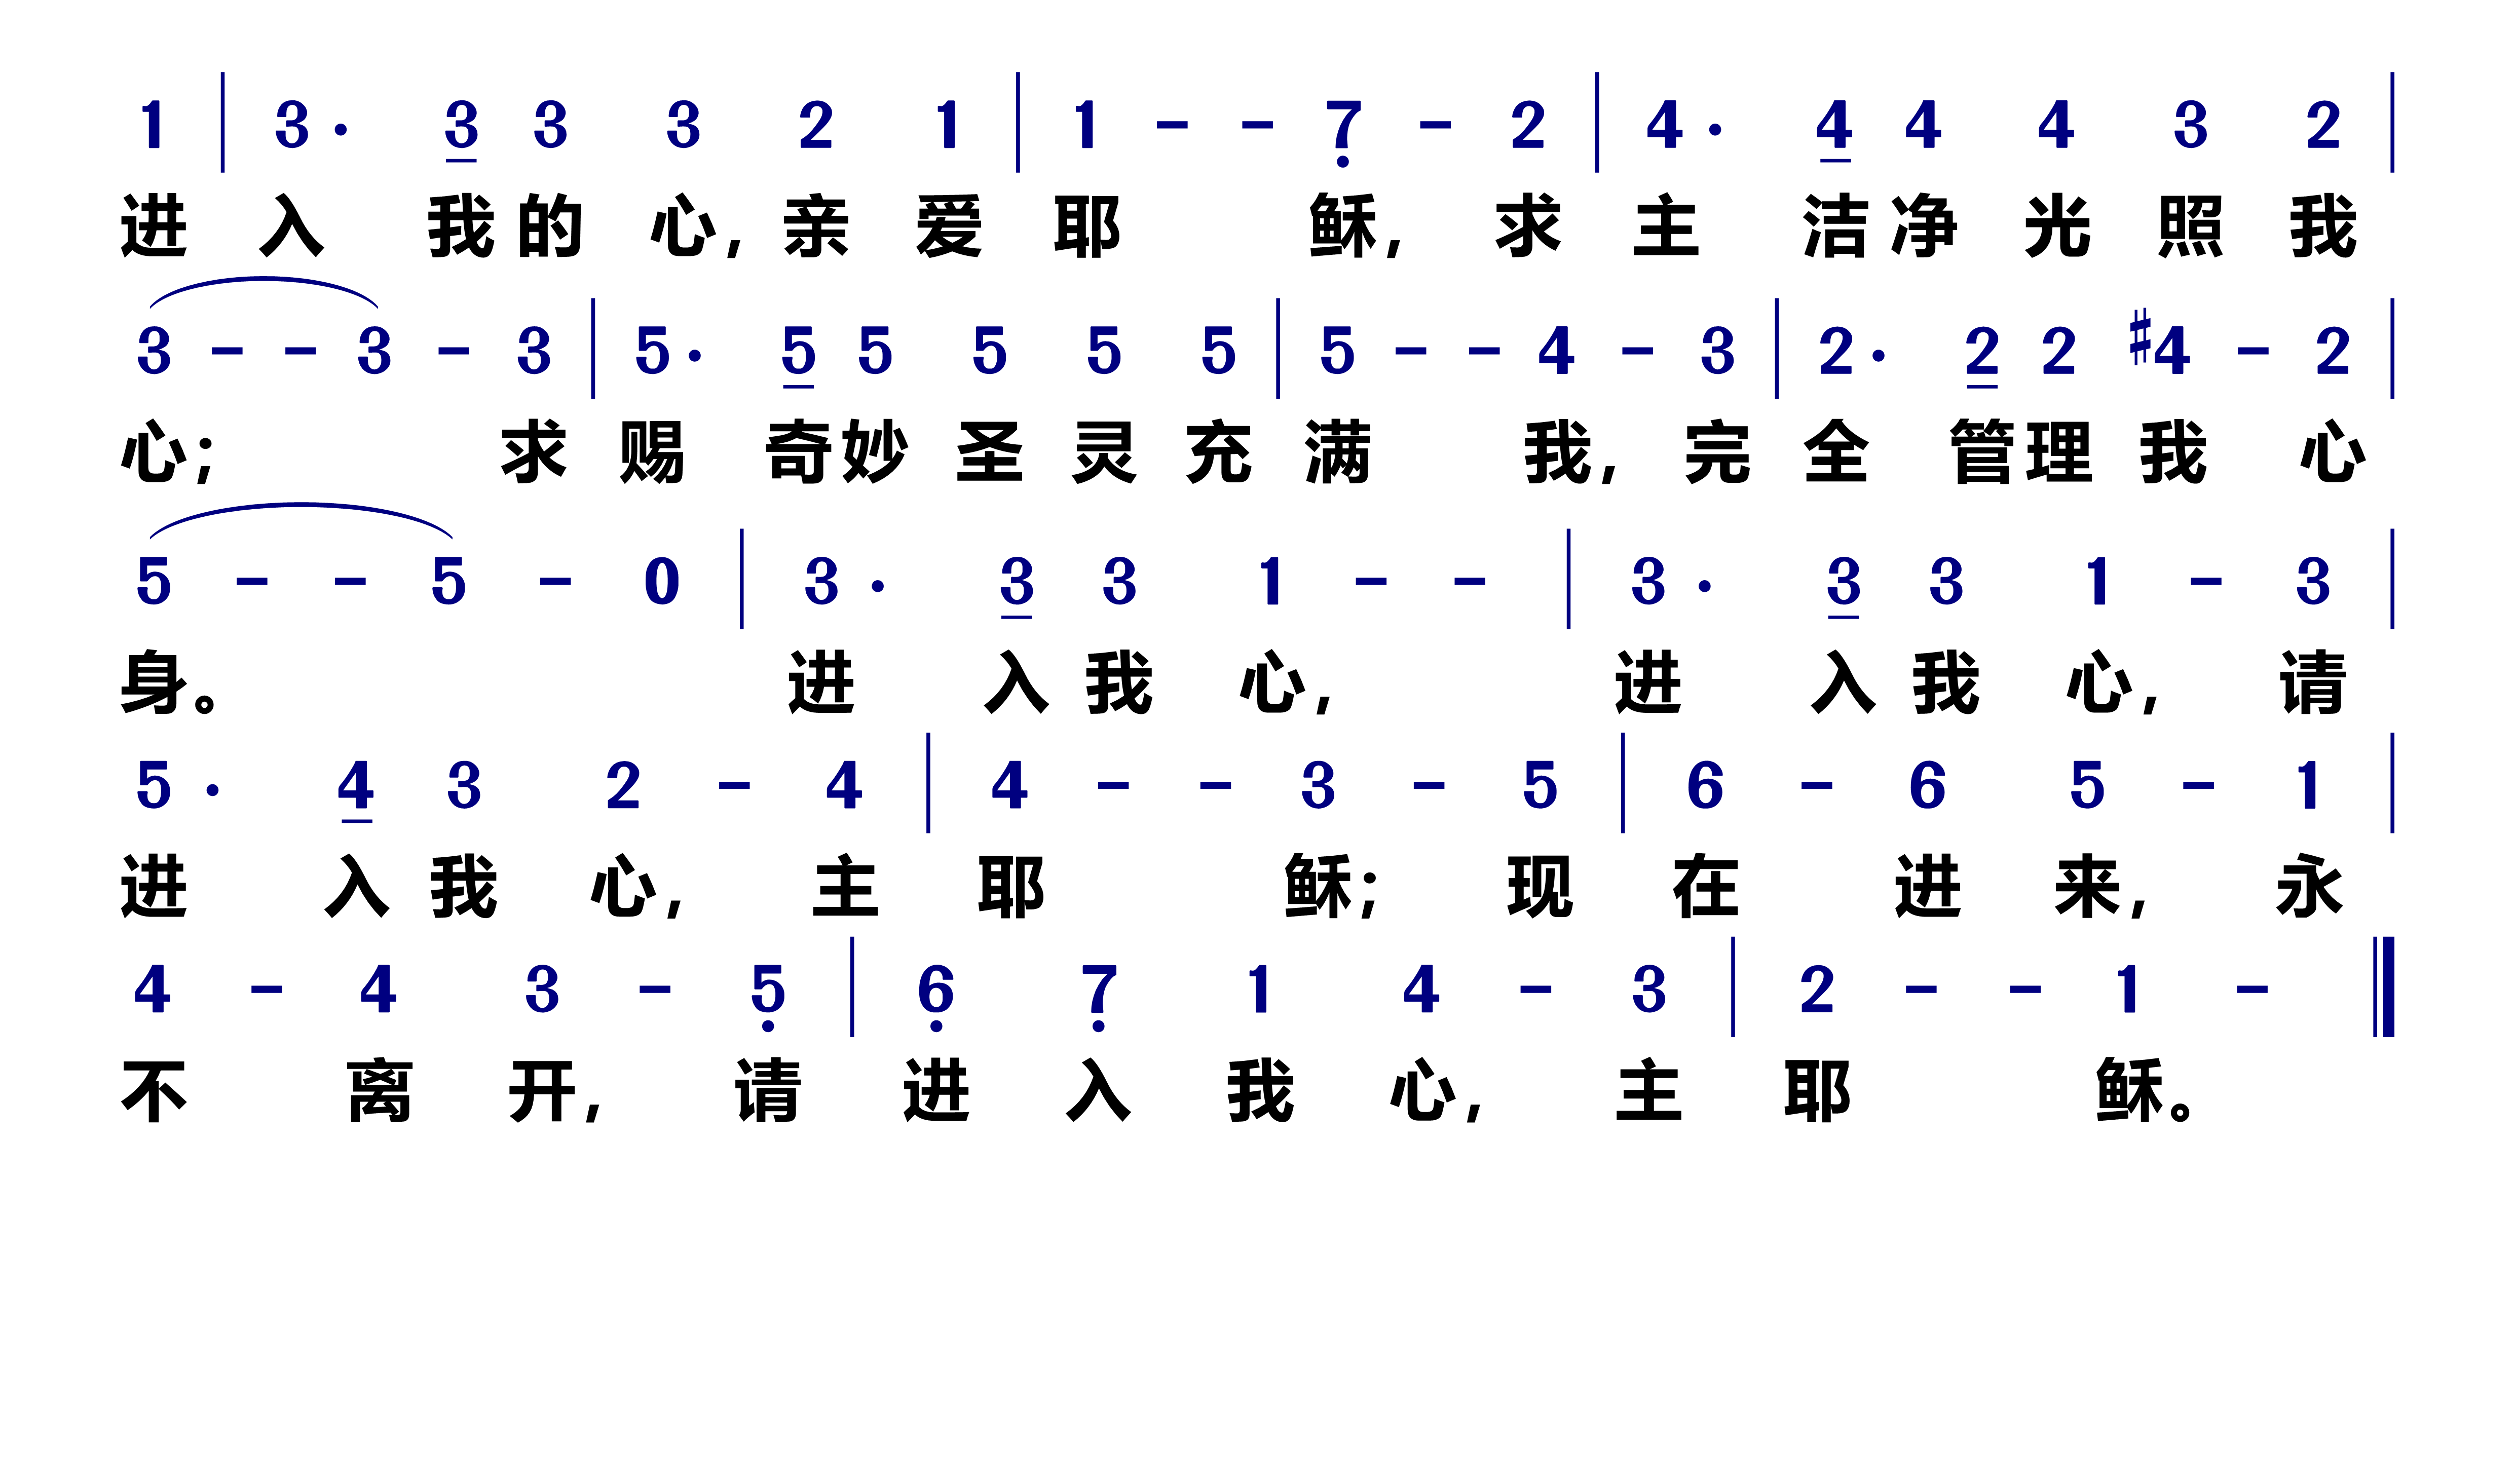 1 | 3· 3 3 3 2 1 | 1 - - 7 - 2 | 4· 4 4 4 3 2 |
进 入 我 的 心, 亲 爱 耶 稣, 求 主 洁 净 光 照 我
3 - - 3 - 3 | 5· 5 5 5 5 5 | 5 - - 4 - 3 | 2· 2 2 #4 - 2 |
心; 求 赐 奇 妙 圣 灵 充 满 我, 完 全 管 理 我 心
5 - - 5 - 0 | 3· 3 3 1 - - | 3· 3 3 1 - 3 |
身。 进 入 我 心, 进 入 我 心, 请
5· 4 3 2 - 4 | 4 - - 3 - 5 | 6 - 6 5 - 1 |
进 入 我 心, 主 耶 稣; 现 在 进 来, 永
4 - 4 3 - 5 | 6 7 1 4 - 3 | 2 - - 1 - ‖
不 离 开, 请 进 入 我 心, 主 耶 稣。